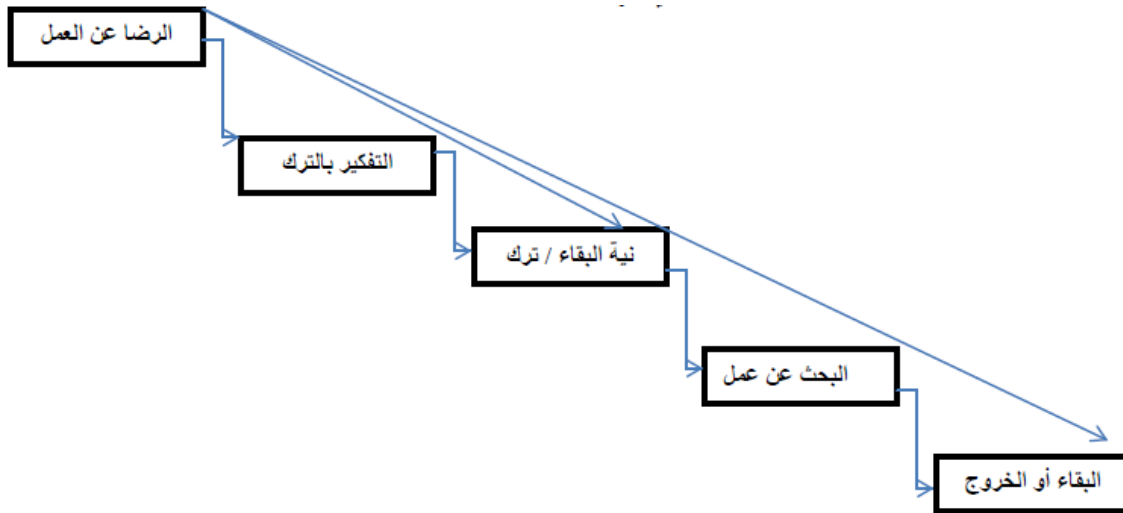 الرضا عن العمل
التفكير بالترك
نية البقاء / ترك
البحث عن عمل
البقاء أو الخروج